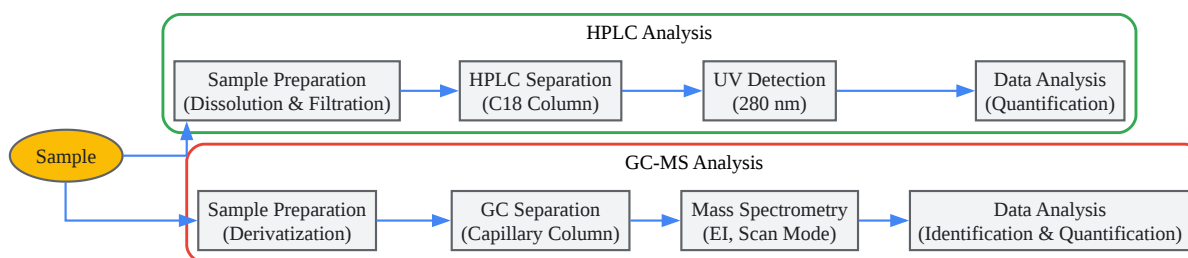 HPLC Analysis
Sample Preparation
(Dissolution & Filtration)
HPLC Separation
(C18 Column)
UV Detection
(280 nm)
Data Analysis
(Quantification)
Sample
GC-MS Analysis
Sample Preparation
(Derivatization)
GC Separation
(Capillary Column)
Mass Spectrometry
(EI, Scan Mode)
Data Analysis
(Identification & Quantification)